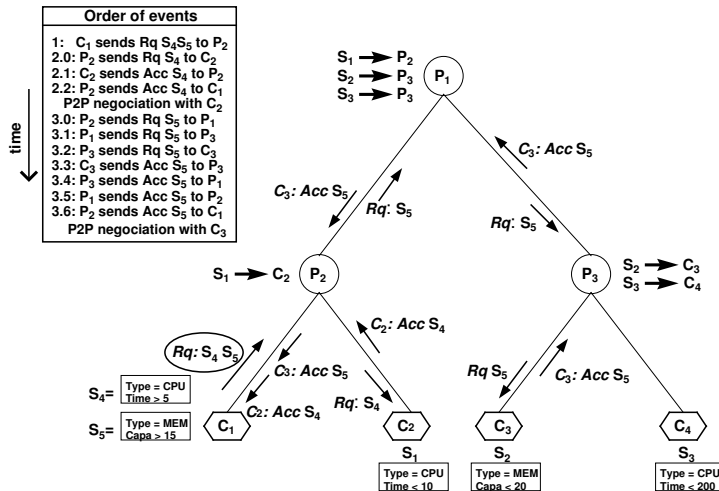 Order of events
1: C1 sends Rq S4S5 to P2
2.0: P2 sends Rq S4 to C2
2.1: C2 sends Acc S4 to P2
2.2: P2 sends Acc S4 to C1
P2P negociation with C2
3.0: P2 sends Rq S5 to P1
3.1: P1 sends Rq S5 to P3
3.2: P3 sends Rq S5 to C3
3.3: C3 sends Acc S5 to P3
3.4: P3 sends Acc S5 to P1
3.5: P1 sends Acc S5 to P2
3.6: P2 sends Acc S5 to C1
P2P negociation with C3
time
S1 → P2
S2 → P3
S3 → P3
P1
C3: Acc S5
Rq: S5
C3: Acc S5
Rq: S5
S1 → C2
P2
P3
S2 → C3
S3 → C4
Rq: S4 S5
C3: Acc S5
C2: Acc S4
C2: Acc S4
Rq: S4
Rq S5
C3: Acc S5
S4= Type = CPU
Time > 5
S5= Type = MEM
Capa > 15
C1
C2
C3
C4
S1
S2
S3
Type = CPU
Time < 10
Type = MEM
Capa < 20
Type = CPU
Time < 200